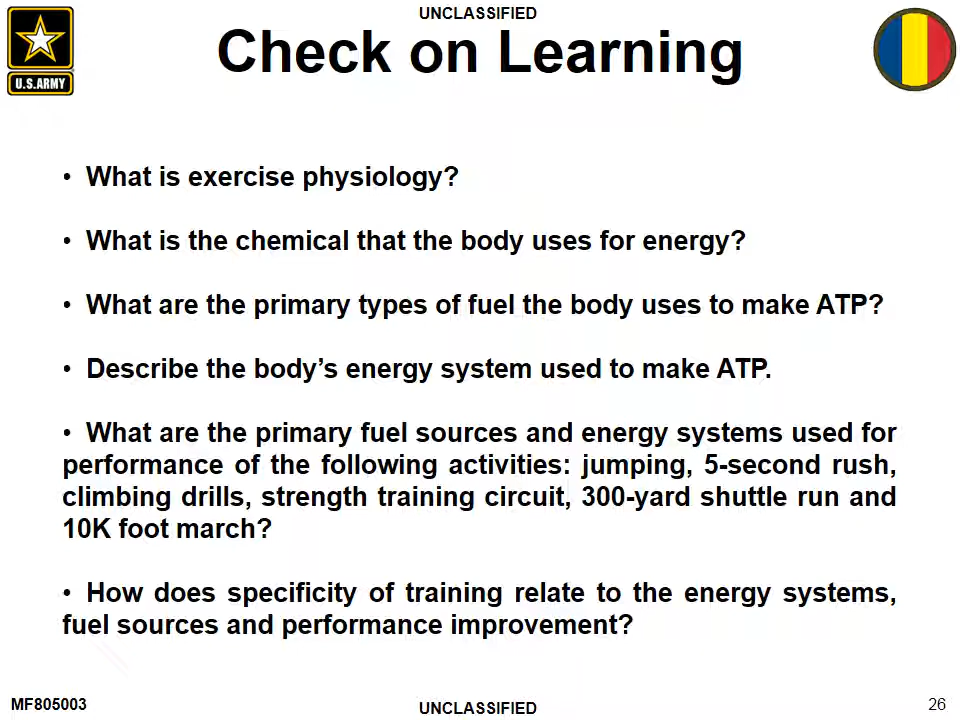 UNCLASSIFIED
Check on Learning
U.S.ARMY
• What is exercise physiology?
• What is the chemical that the body uses for energy?
• What are the primary types of fuel the body uses to make ATP?
• Describe the body’s energy system used to make ATP.
• What are the primary fuel sources and energy systems used for
performance of the following activities: jumping, 5-second rush,
climbing drills, strength training circuit, 300-yard shuttle run and
10K foot march?
• How does specificity of training relate to the energy systems,
fuel sources and performance improvement?
MF805003
UNCLASSIFIED
26